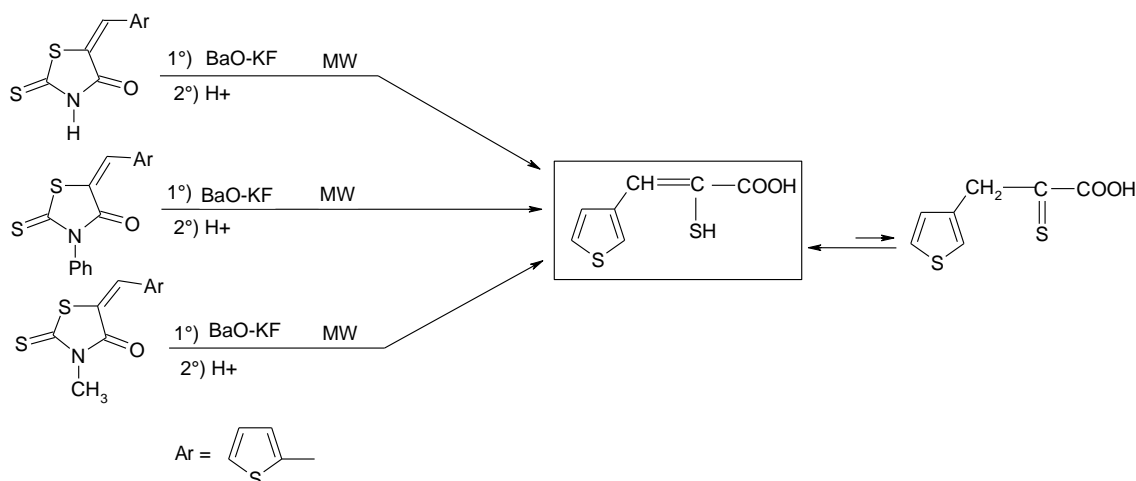 Ar
S
S
N
H
O
1°) BaO-KF MW
2°) H+
Ar
S
S
N
Ph
O
1°) BaO-KF MW
2°) H+
Ar
S
S
N
CH3
O
1°) BaO-KF MW
2°) H+
CH C COOH
SH
S
CH2 COOH
S
S
Ar = 
S